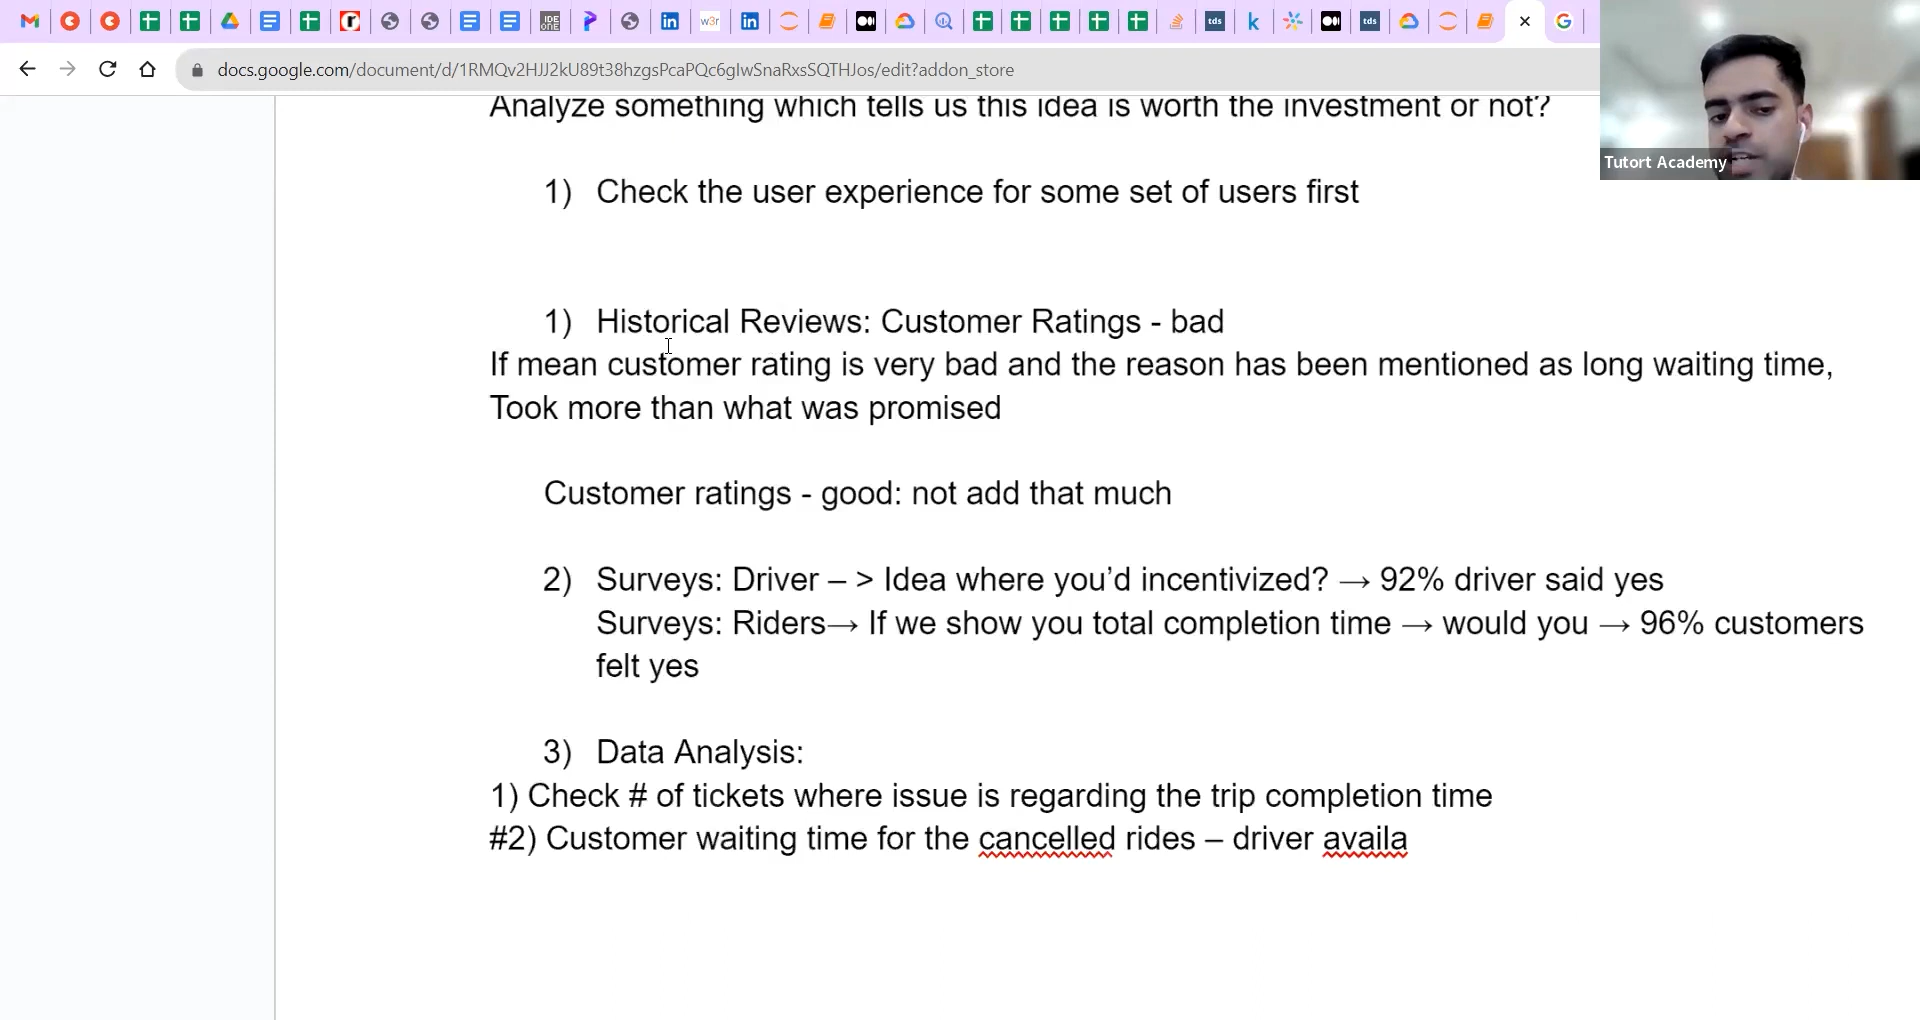 docs.google.com/document/d/1RMQv2HJJ2kU89t38hzgsPcaPQc6gIwSnaRxsSQTHJos/edit?addon_store
Tutort Academy
Analyze something which tells us this idea is worth the investment or not?
1) Check the user experience for some set of users first
1) Historical Reviews: Customer Ratings - bad
If mean customer rating is very bad and the reason has been mentioned as long waiting time,
Took more than what was promised
Customer ratings - good: not add that much
2) Surveys: Driver – > Idea where you’d incentivized? → 92% driver said yes
Surveys: Riders→ If we show you total completion time → would you → 96% customers
felt yes
3) Data Analysis:
1) Check # of tickets where issue is regarding the trip completion time
#2) Customer waiting time for the cancelled rides – driver availa